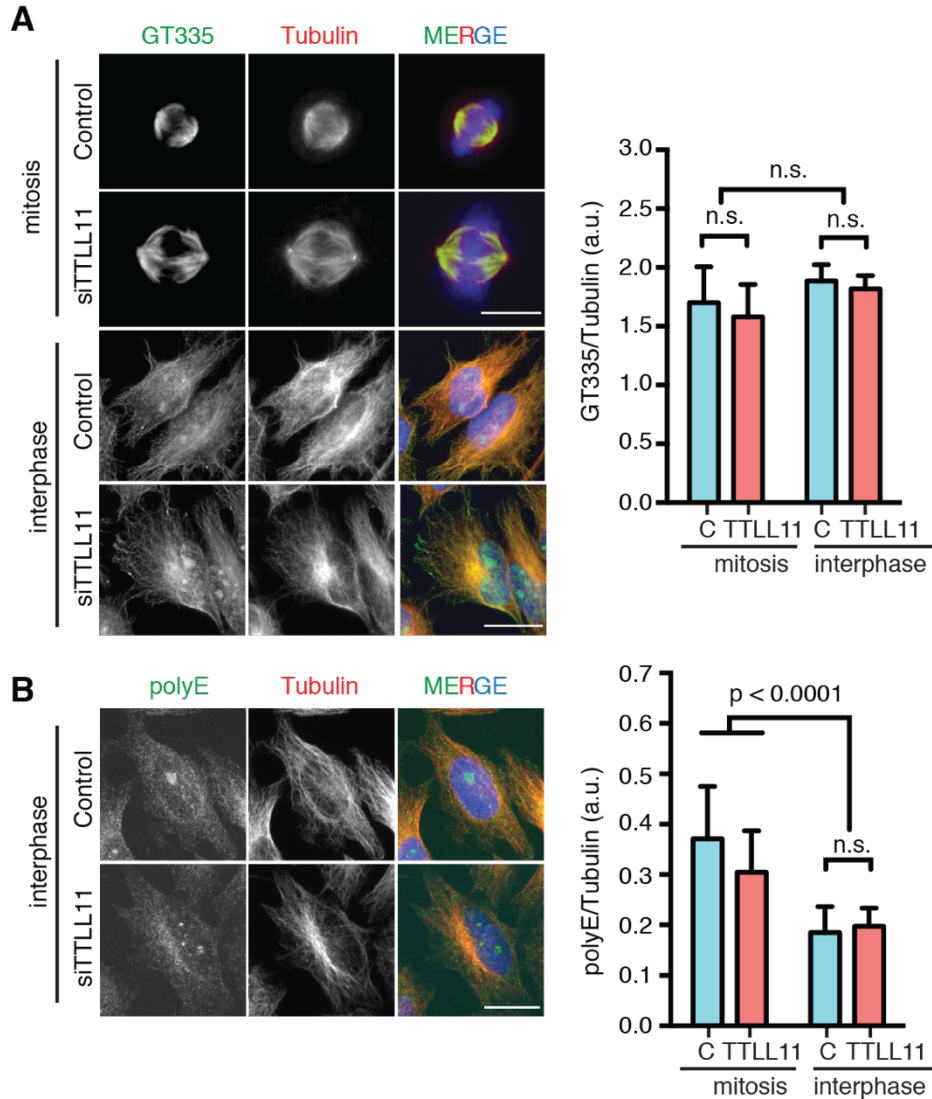 A
GT335 Tubulin MERGE
mitosis
Control
siTTLL11
interphase
Control
siTTLL11
GT335/Tubulin (a.u.)
3.0
2.5
2.0
1.5
1.0
0.5
0.0
n.s.
n.s. n.s.
C TTLL11 C TTLL11
mitosis interphase
B
polyE Tubulin MERGE
interphase
Control
siTTLL11
polyE/Tubulin (a.u.)
0.7
0.6
0.5
0.4
0.3
0.2
0.1
0.0
p < 0.0001
n.s.
C TTLL11 C TTLL11
mitosis interphase